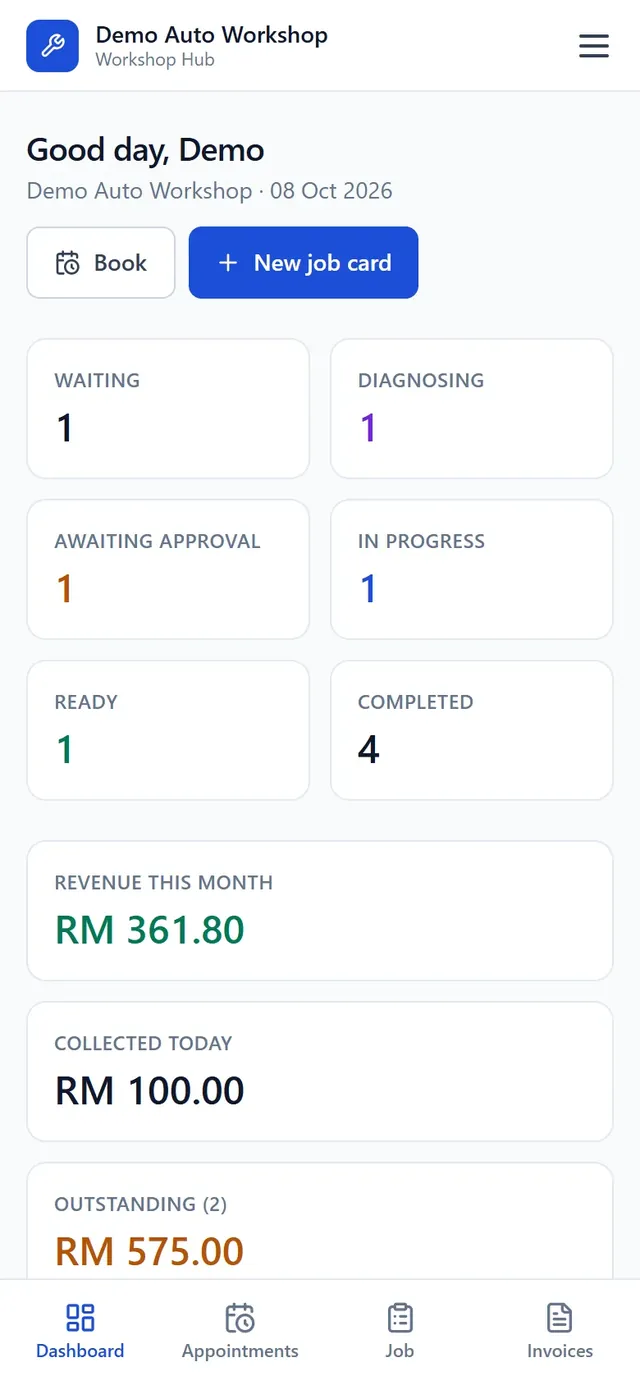 Demo Auto Workshop
Workshop Hub
Good day, Demo
Demo Auto Workshop · 08 Oct 2026
Book
New job card
WAITING
1
DIAGNOSING
1
AWAITING APPROVAL
1
IN PROGRESS
1
READY
1
COMPLETED
4
REVENUE THIS MONTH
RM 361.80
COLLECTED TODAY
RM 100.00
OUTSTANDING (2)
RM 575.00
Dashboard
Appointments
Job
Invoices